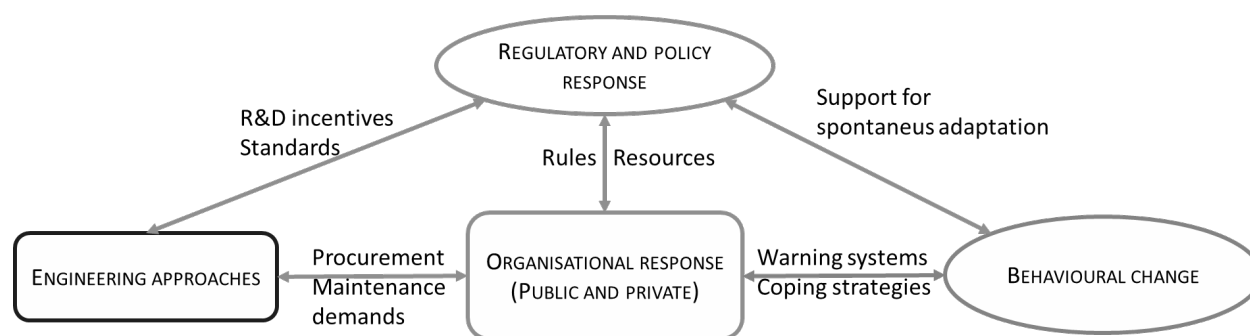 REGULATORY AND POLICY
RESPONSE
R&D incentives
Standards
Support for
spontaneus adaptation
Rules
Resources
ENGINEERING APPROACHES
Procurement
Maintenance
demands
ORGANISATIONAL RESPONSE
(PUBLIC AND PRIVATE)
Warning systems
Coping strategies
BEHAVIOURAL CHANGE